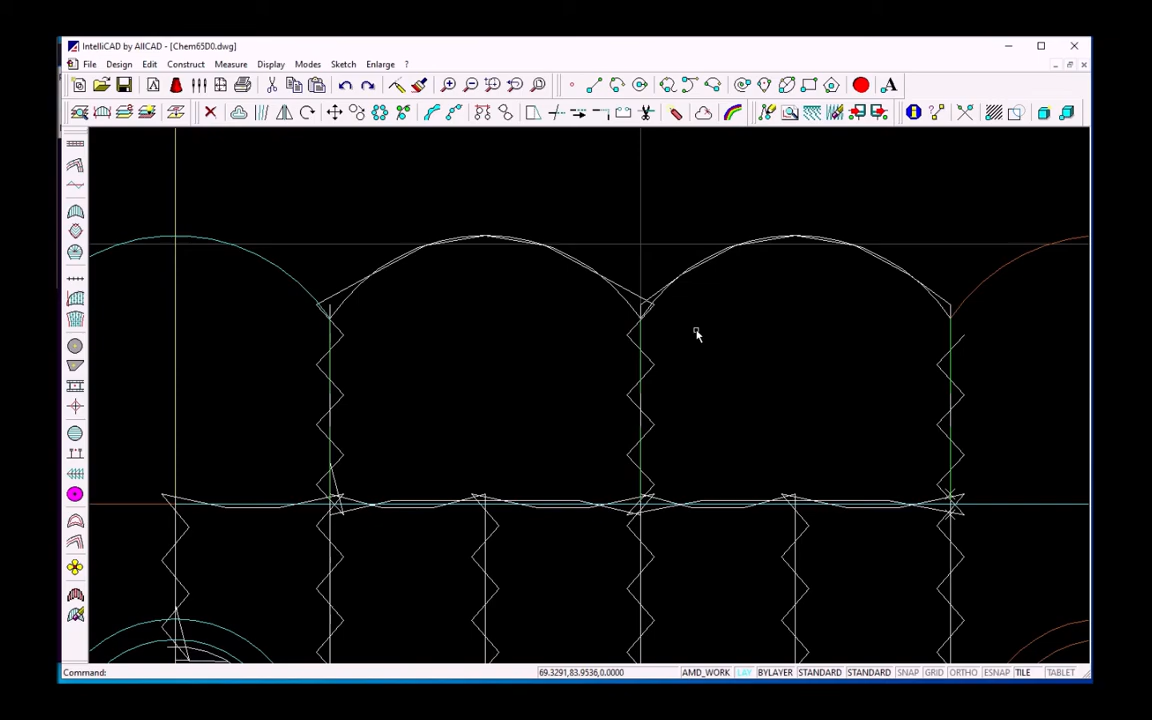 IntelliCAD by AllCAD - [Chem65D0.dwg]
File Design Edit Construct Measure Display Modes Sketch Enlarge ?
Command: 69.3291,83.9536,0.0000 AMD_WORK LAY BYLAYER STANDARD STANDARD SNAP GRID ORTHO ESNAP TILE TABLET